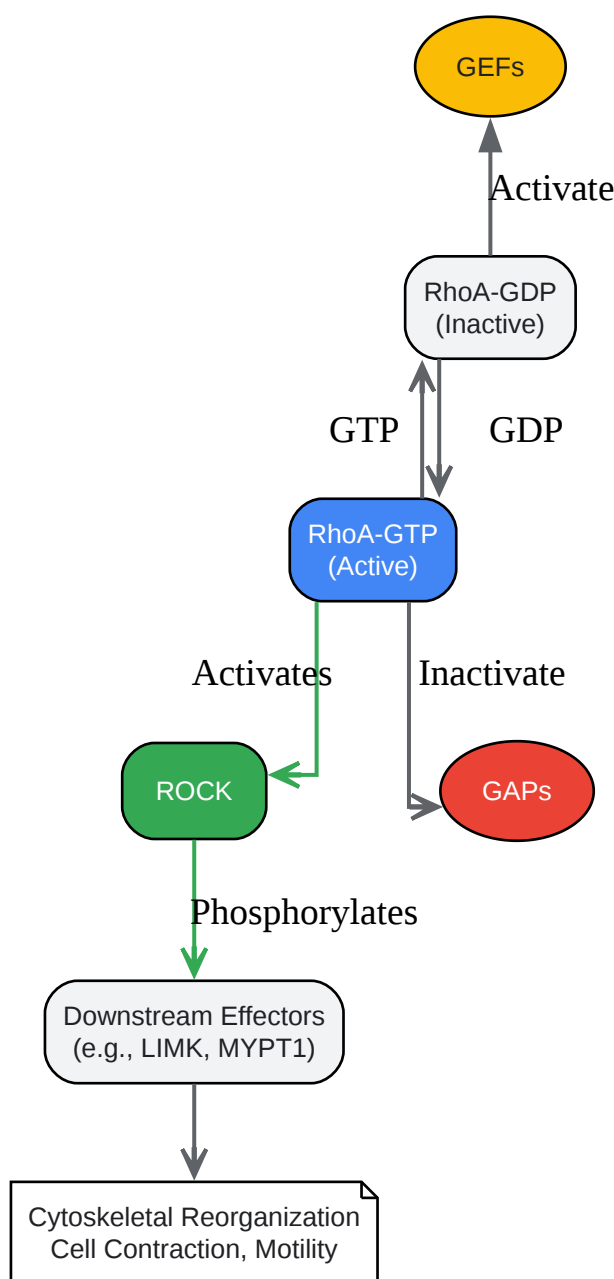 GEFs
Activate
RhoA-GDP
(Inactive)
GTP
GDP
RhoA-GTP
(Active)
Activates
Inactivate
ROCK
GAPs
Phosphorylates
Downstream Effectors
(e.g., LIMK, MYPT1)
Cytoskeletal Reorganization
Cell Contraction, Motility